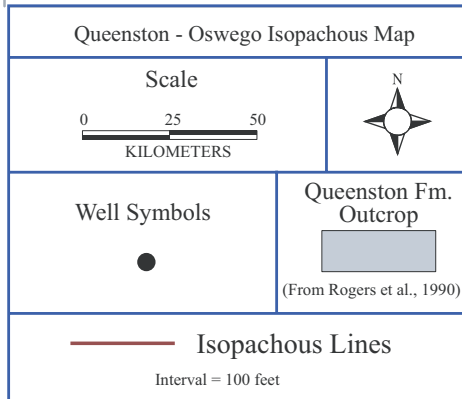 Queenston - Oswego Isopachous Map
Scale
0 25 50
KILOMETERS
N
Well Symbols
Queenston Fm.
Outcrop
(From Rogers et al., 1990)
Isopachous Lines
Interval = 100 feet